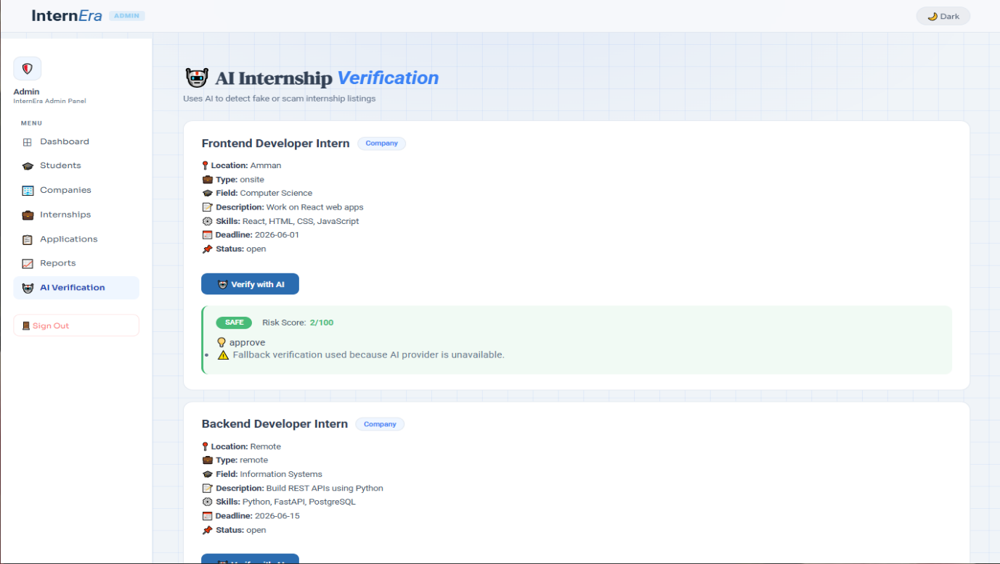 InternEra ADMIN
Dark
Admin
InternEra Admin Panel
MENU
Dashboard
Students
Companies
Internships
Applications
Reports
AI Verification
Sign Out
AI Internship Verification
Uses AI to detect fake or scam internship listings
Frontend Developer Intern Company
Location: Amman
Type: onsite
Field: Computer Science
Description: Work on React web apps
Skills: React, HTML, CSS, JavaScript
Deadline: 2026-06-01
Status: open
Verify with AI
SAFE Risk Score: 2/100
approve
Fallback verification used because AI provider is unavailable.
Backend Developer Intern Company
Location: Remote
Type: remote
Field: Information Systems
Description: Build REST APIs using Python
Skills: Python, FastAPI, PostgreSQL
Deadline: 2026-06-15
Status: open
Verify with AI